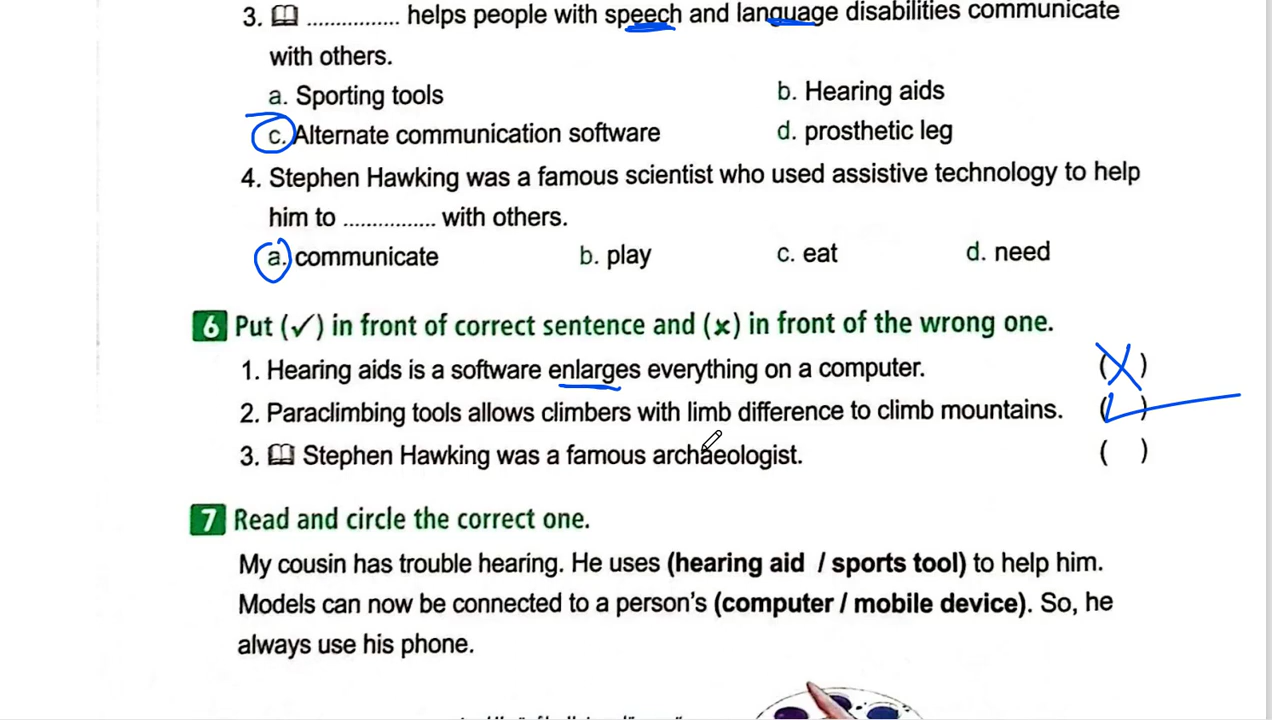 3. ................ helps people with speech and language disabilities communicate
with others.
a. Sporting tools
b. Hearing aids
c. Alternate communication software
d. prosthetic leg
4. Stephen Hawking was a famous scientist who used assistive technology to help
him to ................ with others.
a. communicate
b. play
c. eat
d. need
6 Put (✓) in front of correct sentence and (x) in front of the wrong one.
1. Hearing aids is a software enlarges everything on a computer. (X)
2. Paraclimbing tools allows climbers with limb difference to climb mountains. (✓)
3. Stephen Hawking was a famous archaeologist. ( )
7 Read and circle the correct one.
My cousin has trouble hearing. He uses (hearing aid / sports tool) to help him.
Models can now be connected to a person's (computer / mobile device). So, he
always use his phone.